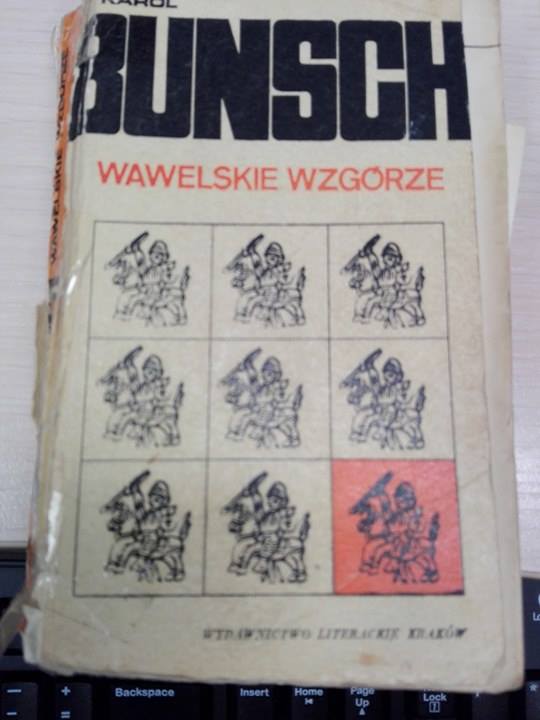 KAROL
BUNSCH
WAWELSKIE WZGÓRZE
WYDAWNICTWO LITERACKIE KRAKÓW
WAWELSKIE WZGÓRZE
- + Backspace Insert Home Page Up Lock
=